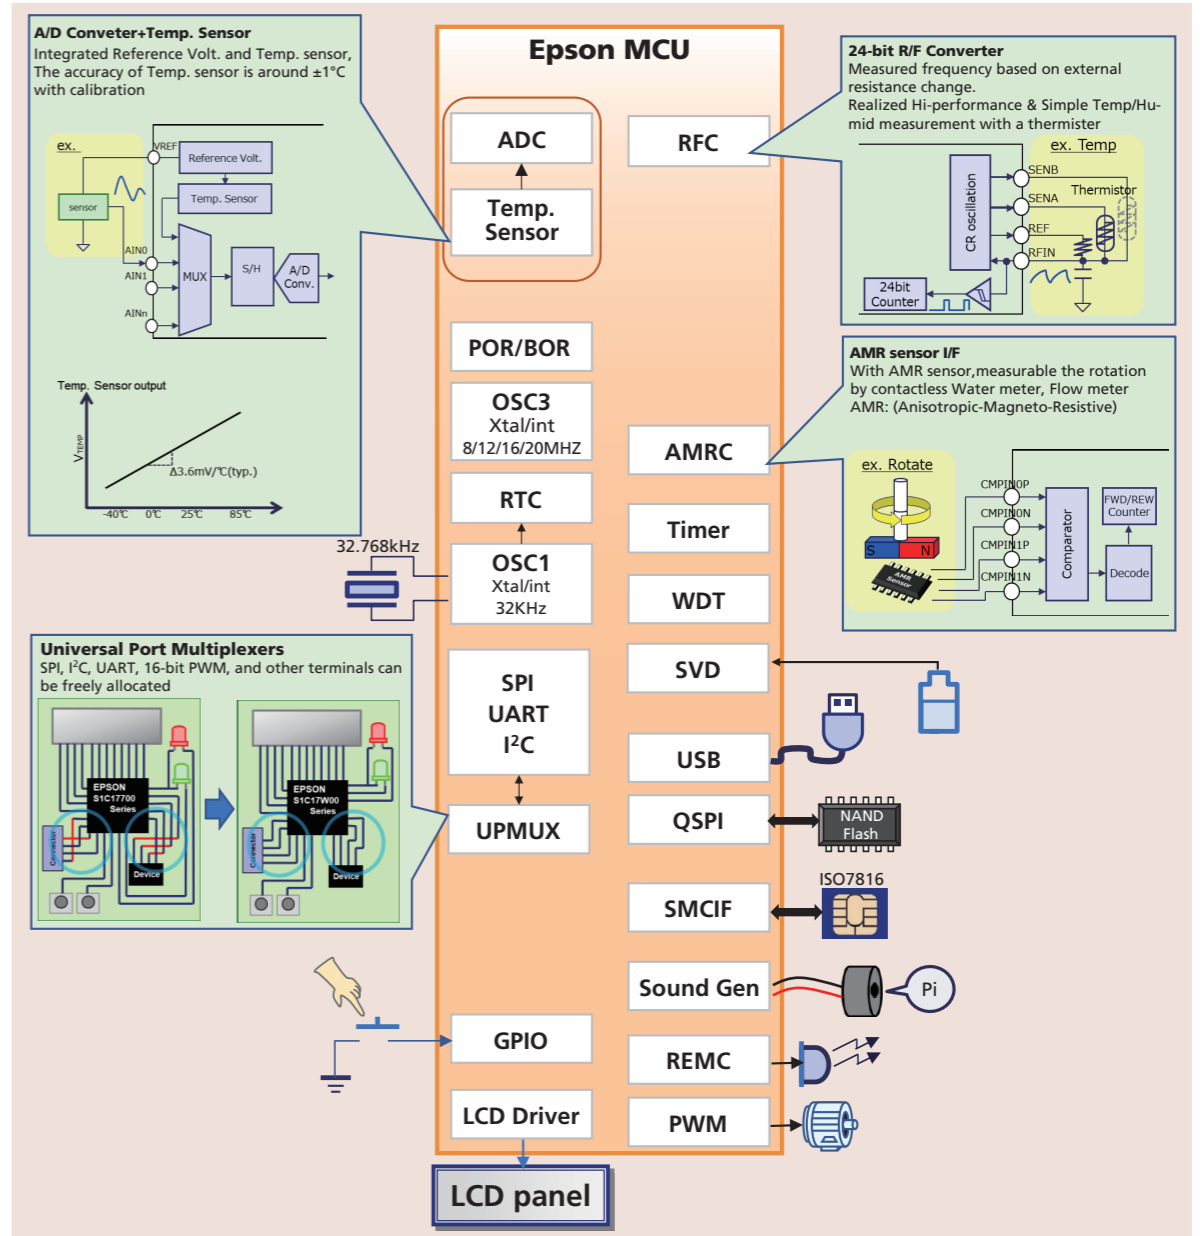 A/D Conveter+Temp. Sensor
Integrated Reference Volt. and Temp. sensor,
The accuracy of Temp. sensor is around ±1°C
with calibration
ex.
VREF
Reference Volt.
Temp. Sensor
sensor
AIN0
AIN1
AINn
MUX
S/H
A/D
Conv.
Temp. Sensor output
VTEMP
Δ3.6mV/℃(typ.)
-40℃ 0℃ 25℃ 85℃
Epson MCU
ADC
Temp.
Sensor
POR/BOR
OSC3
Xtal/int
8/12/16/20MHZ
RTC
32.768kHz
OSC1
Xtal/int
32KHz
SPI
UART
I²C
UPMUX
GPIO
LCD Driver
LCD panel
RFC
AMRC
Timer
WDT
SVD
USB
QSPI
NAND
Flash
SMCIF
ISO7816
Sound Gen
Pi
REMC
PWM
24-bit R/F Converter
Measured frequency based on external
resistance change.
Realized Hi-performance & Simple Temp/Hu-
mid measurement with a thermister
ex. Temp
CR oscillation
SENB
Thermistor
SENA
REF
RFIN
24bit
Counter
AMR sensor I/F
With AMR sensor,measurable the rotation
by contactless Water meter, Flow meter
AMR: (Anisotropic-Magneto-Resistive)
ex. Rotate
S N
AMR
Sensor
CMPIN0P
CMPIN0N
CMPIN1P
CMPIN1N
Comparator
FWD/REW
Counter
Decode
Universal Port Multiplexers
SPI, I²C, UART, 16-bit PWM, and other terminals can
be freely allocated
EPSON
S1C17700
Series
Connector
Device
EPSON
S1C17W00
Series
Connector
Device